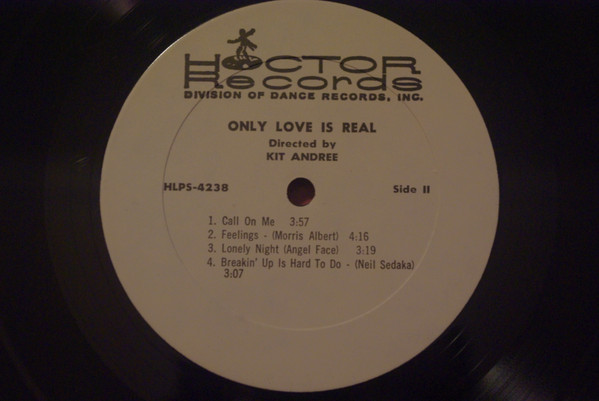 HOCTOR
Records
DIVISION OF DANCE RECORDS, INC.
ONLY LOVE IS REAL
Directed by
KIT ANDREE
HLPS-4238 Side II
1. Call On Me 3:57
2. Feelings - (Morris Albert) 4:16
3. Lonely Night (Angel Face) 3:19
4. Breakin' Up Is Hard To Do - (Neil Sedaka)
3:07